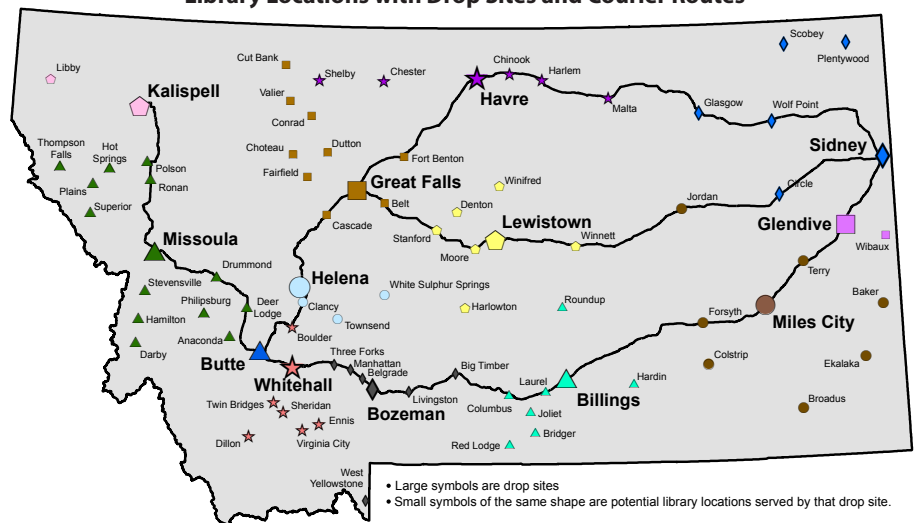 Library Locations with Drop Sites and Courier Routes
Scobey
Plentywood
Cut Bank
Libby
Shelby
Chester
Chinook
Harlem
Kalispell
Valier
Havre
Malta
Glasgow
Wolf Point
Conrad
Thompson
Falls
Hot
Springs
Choteau
Dutton
Fort Benton
Sidney
Polson
Fairfield
Great Falls
Winifred
Circle
Plains
Ronan
Belt
Denton
Jordan
Superior
Cascade
Lewistown
Glendive
Stanford
Winnett
Wibaux
Missoula
Moore
Drummond
Helena
Terry
Stevensville
White Sulphur Springs
Baker
Philipsburg
Deer
Lodge
Clancy
Harlowton
Roundup
Forsyth
Miles City
Hamilton
Townsend
Anaconda
Boulder
Darby
Butte
Three Forks
Manhattan
Belgrade
Big Timber
Colstrip
Ekalaka
Whitehall
Laurel
Hardin
Livingston
Billings
Twin Bridges
Sheridan
Bozeman
Columbus
Joliet
Broadus
Ennis
Dillon
Virginia City
Bridger
Red Lodge
West
Yellowstone
• Large symbols are drop sites
• Small symbols of the same shape are potential library locations served by that drop site.